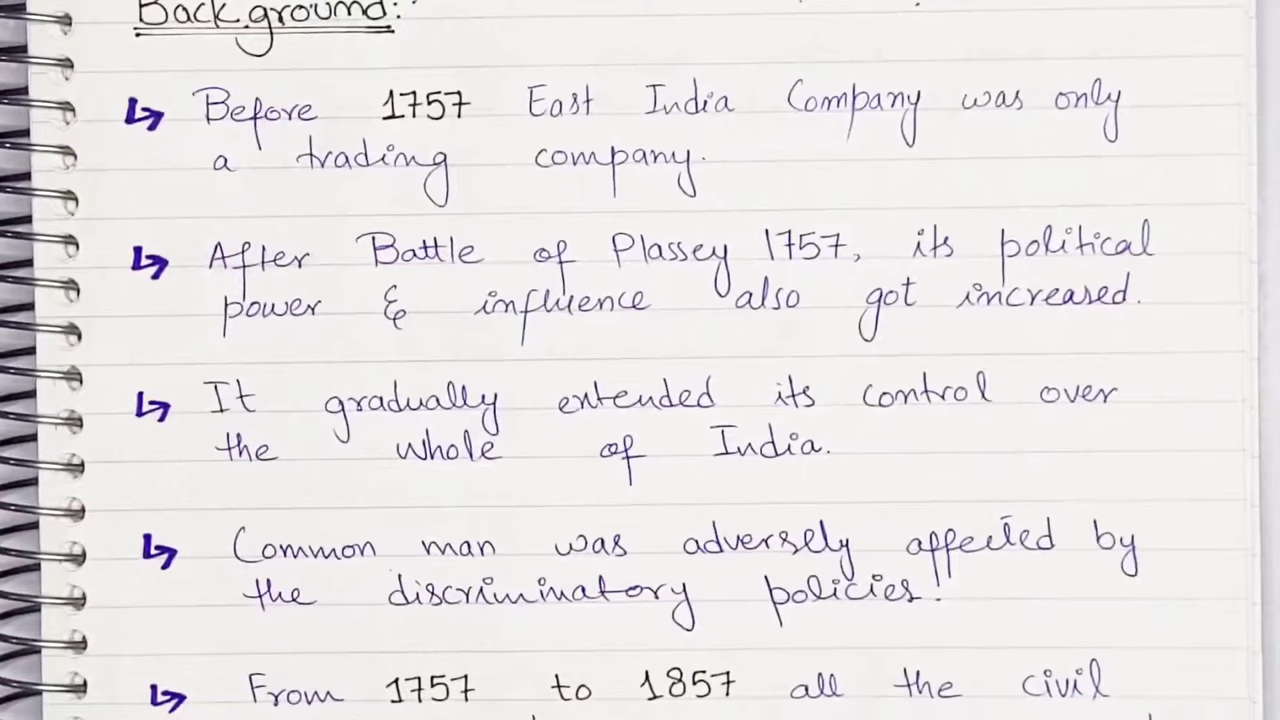 Background:
↳ Before 1757 East India Company was only
a trading company.
↳ After Battle of Plassey 1757, its political
power & influence also got increased.
↳ It gradually extended its control over
the whole of India.
↳ Common man was adversely affected by
the discriminatory policies!
↳ From 1757 to 1857 all the civil